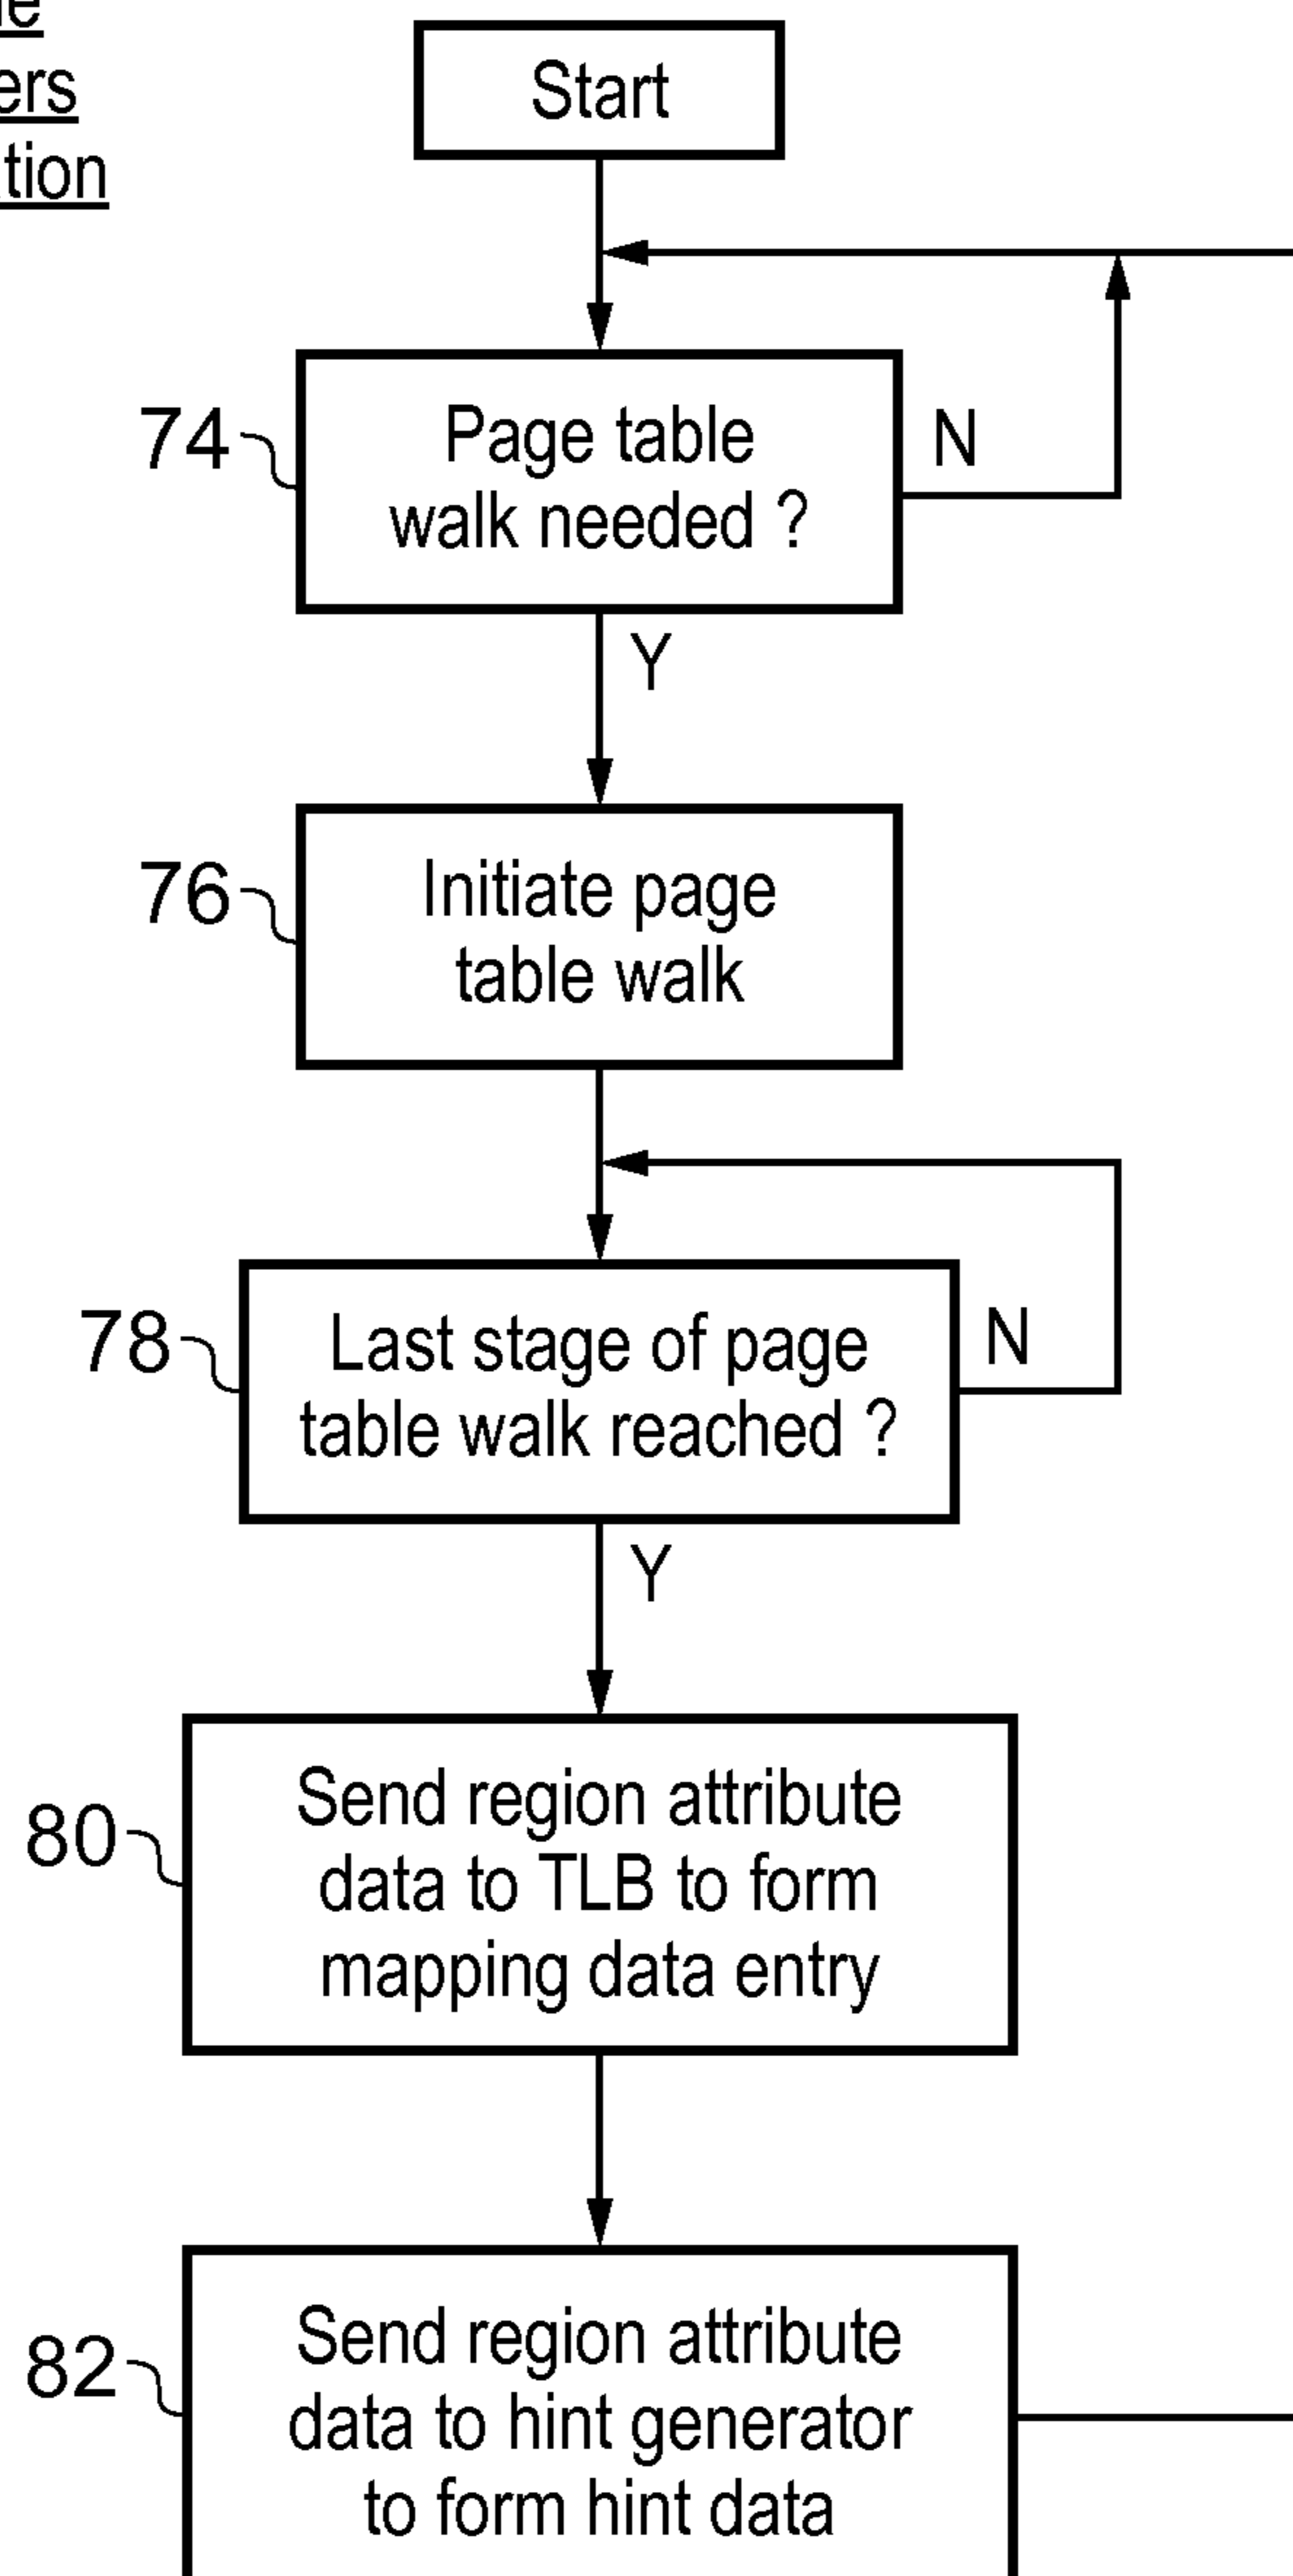 Start
74
Page table
walk needed ?
N
Y
76
Initiate page
table walk
78
Last stage of page
table walk reached ?
N
Y
80
Send region attribute
data to TLB to form
mapping data entry
82
Send region attribute
data to hint generator
to form hint data